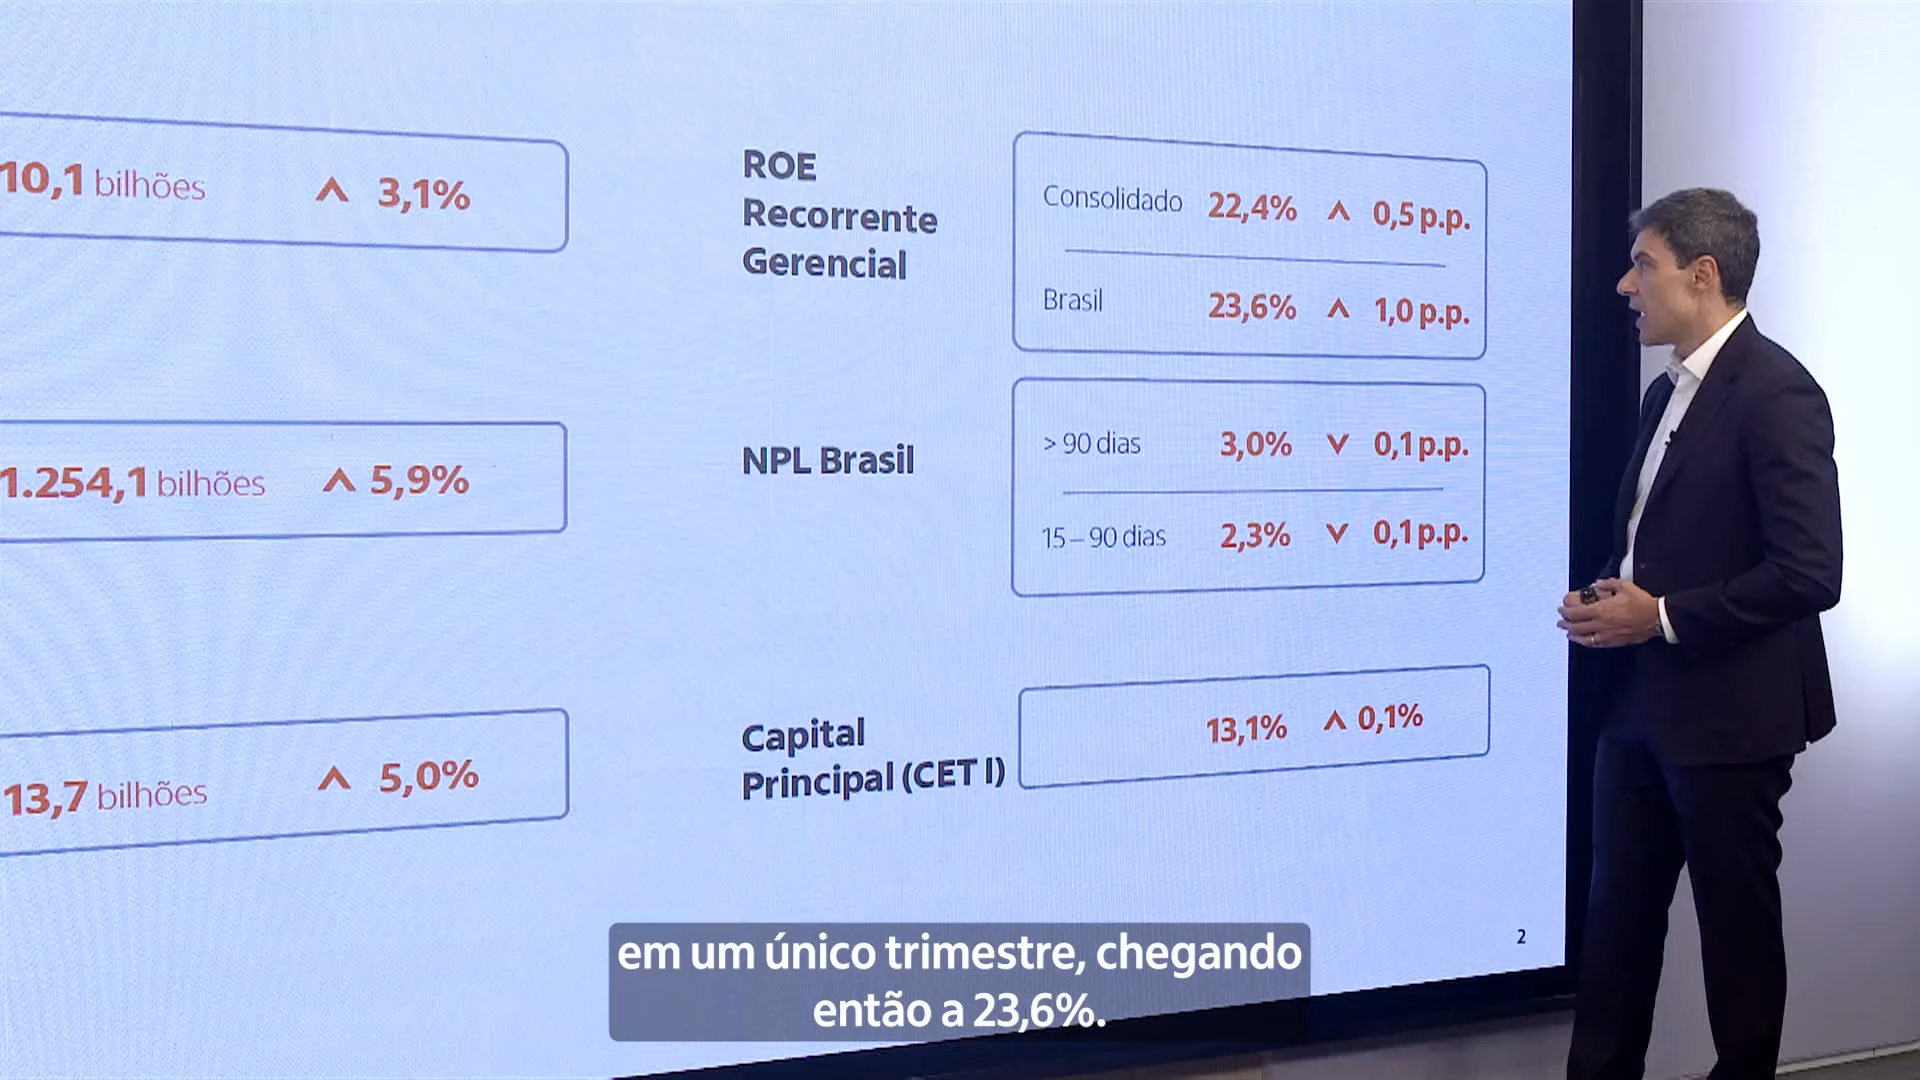 10,1 bilhões ʌ 3,1%
1.254,1 bilhões ʌ 5,9%
13,7 bilhões ʌ 5,0%
ROE
Recorrente
Gerencial
Consolidado 22,4% ʌ 0,5 p.p.
Brasil 23,6% ʌ 1,0 p.p.
NPL Brasil
> 90 dias 3,0% v 0,1 p.p.
15 – 90 dias 2,3% v 0,1 p.p.
Capital
Principal (CET I)
13,1% ʌ 0,1%
2
em um único trimestre, chegando
então a 23,6%.